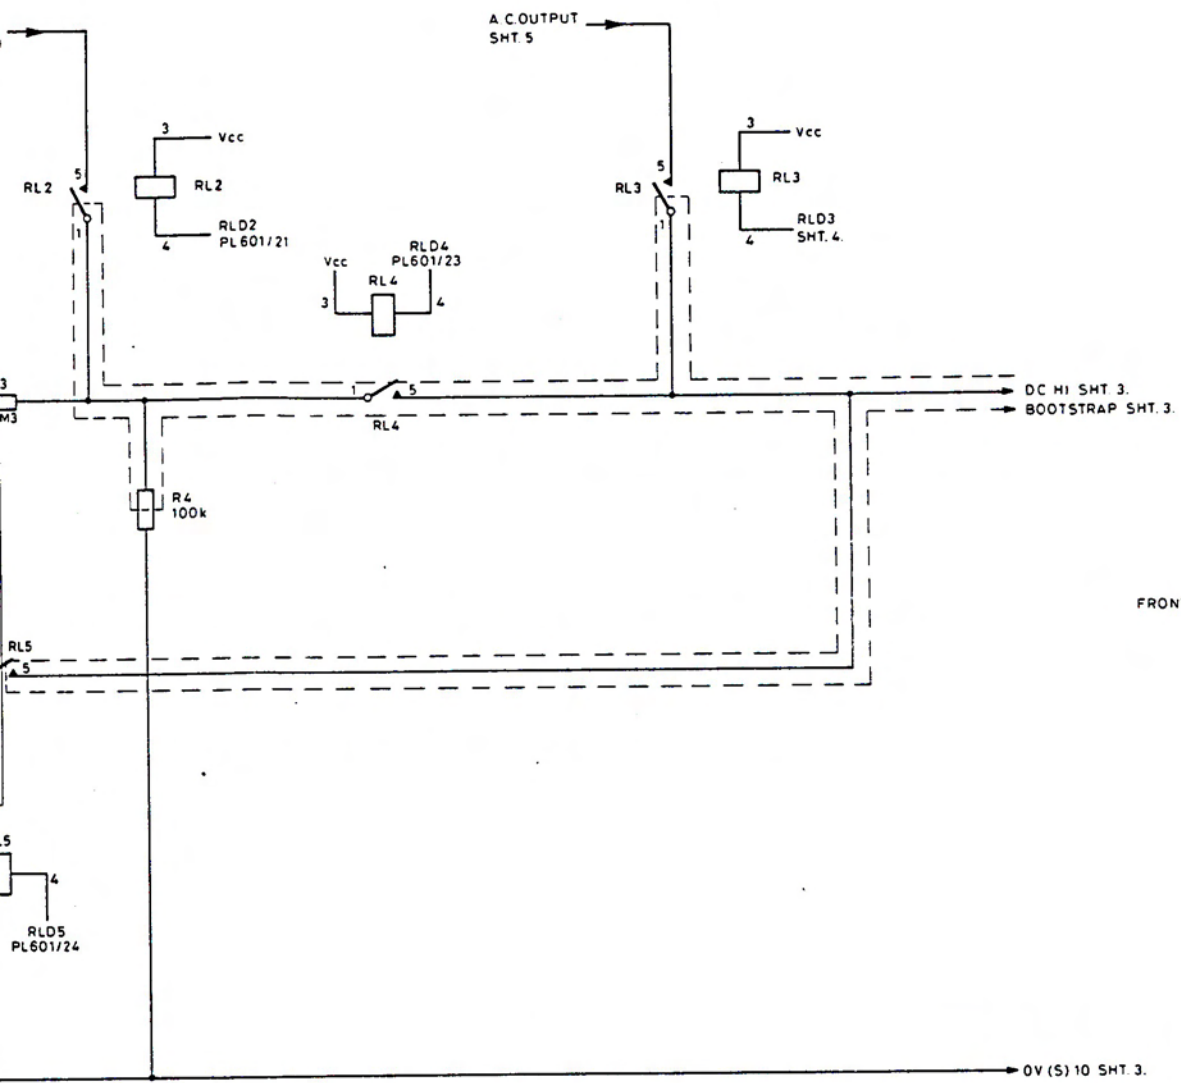 A.C.OUTPUT
SHT. 5
3
Vcc
RL2
5
RL2
1
4
RLD2
PL601/21
3
Vcc
RL3
5
RL3
1
4
RLD3
SHT. 4.
RLD4
PL601/23
Vcc
RL4
3
4
3
M3
1
5
RL4
DC HI SHT. 3.
BOOTSTRAP SHT. 3.
R4
100k
FRON
RL5
5
.5
4
RLD5
PL601/24
OV (S) 10 SHT. 3.